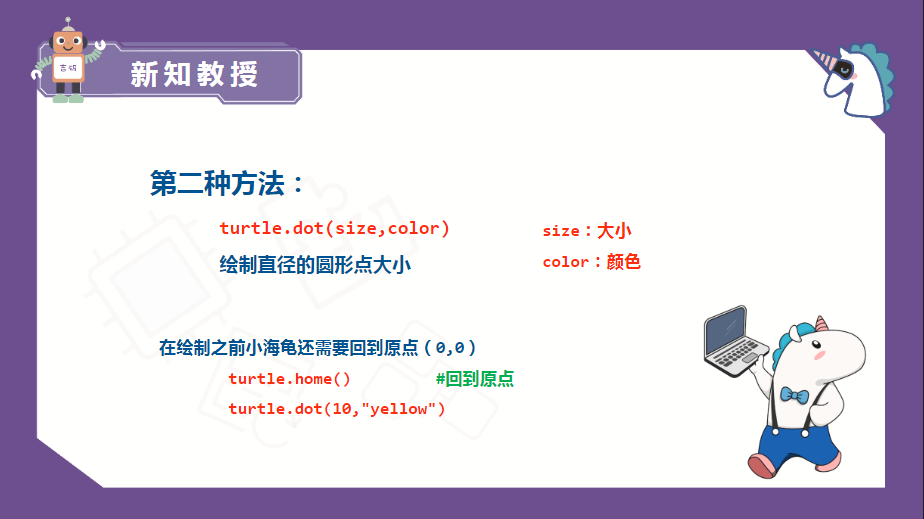 新知教授
第二种方法：
turtle.dot(size,color)
size：大小
绘制直径的圆形点大小
color：颜色
在绘制之前小海龟还需要回到原点（0,0）
turtle.home() #回到原点
turtle.dot(10,"yellow")